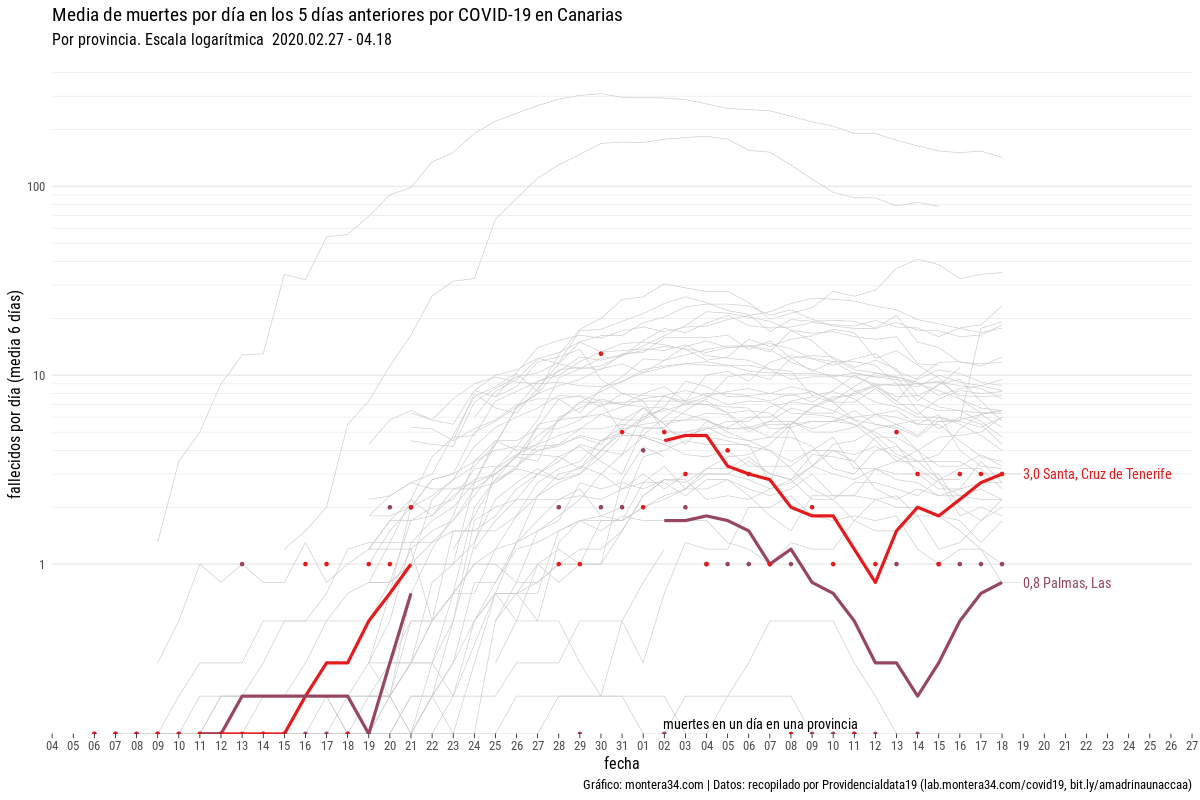 Media de muertes por día en los 5 días anteriores por COVID-19 en Canarias
Por provincia. Escala logarítmica 2020.02.27 - 04.18
fallecidos por día (media 6 días)
100
10
1
3,0 Santa, Cruz de Tenerife
0,8 Palmas, Las
muertes en un día en una provincia
04 05 06 07 08 09 10 11 12 13 14 15 16 17 18 19 20 21 22 23 24 25 26 27 28 29 30 31 01 02 03 04 05 06 07 08 09 10 11 12 13 14 15 16 17 18 19 20 21 22 23 24 25 26 27
fecha
Gráfico: montera34.com | Datos: recopilado por Providencialdata19 (lab.montera34.com/covid19, bit.ly/amadrinaunaccaa)